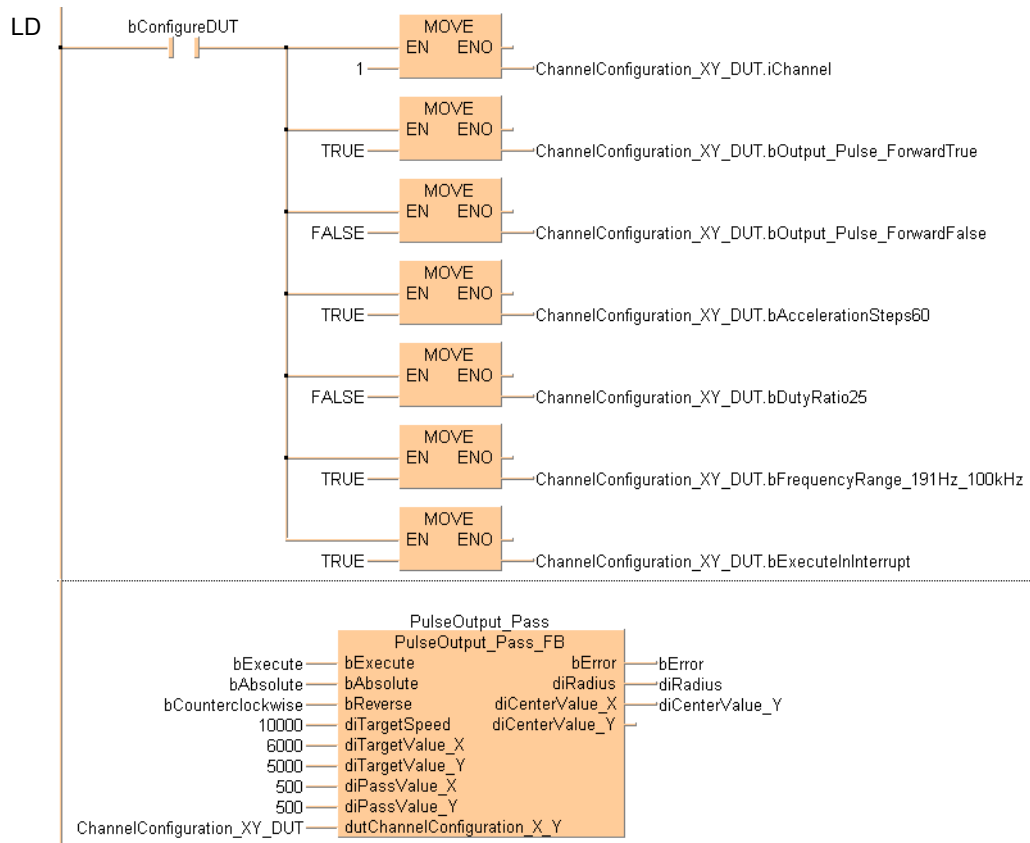 LD
bConfigureDUT
MOVE
EN ENO
1 ChannelConfiguration_XY_DUT.iChannel
MOVE
EN ENO
TRUE ChannelConfiguration_XY_DUT.bOutput_Pulse_ForwardTrue
MOVE
EN ENO
FALSE ChannelConfiguration_XY_DUT.bOutput_Pulse_ForwardFalse
MOVE
EN ENO
TRUE ChannelConfiguration_XY_DUT.bAccelerationSteps60
MOVE
EN ENO
FALSE ChannelConfiguration_XY_DUT.bDutyRatio25
MOVE
EN ENO
TRUE ChannelConfiguration_XY_DUT.bFrequencyRange_191Hz_100kHz
MOVE
EN ENO
TRUE ChannelConfiguration_XY_DUT.bExecuteInInterrupt
PulseOutput_Pass
PulseOutput_Pass_FB
bExecute bExecute bError bError
bAbsolute bAbsolute diRadius diRadius
bCounterclockwise bReverse diCenterValue_X diCenterValue_Y
10000 diTargetSpeed diCenterValue_Y
6000 diTargetValue_X
5000 diTargetValue_Y
500 diPassValue_X
500 diPassValue_Y
ChannelConfiguration_XY_DUT dutChannelConfiguration_X_Y